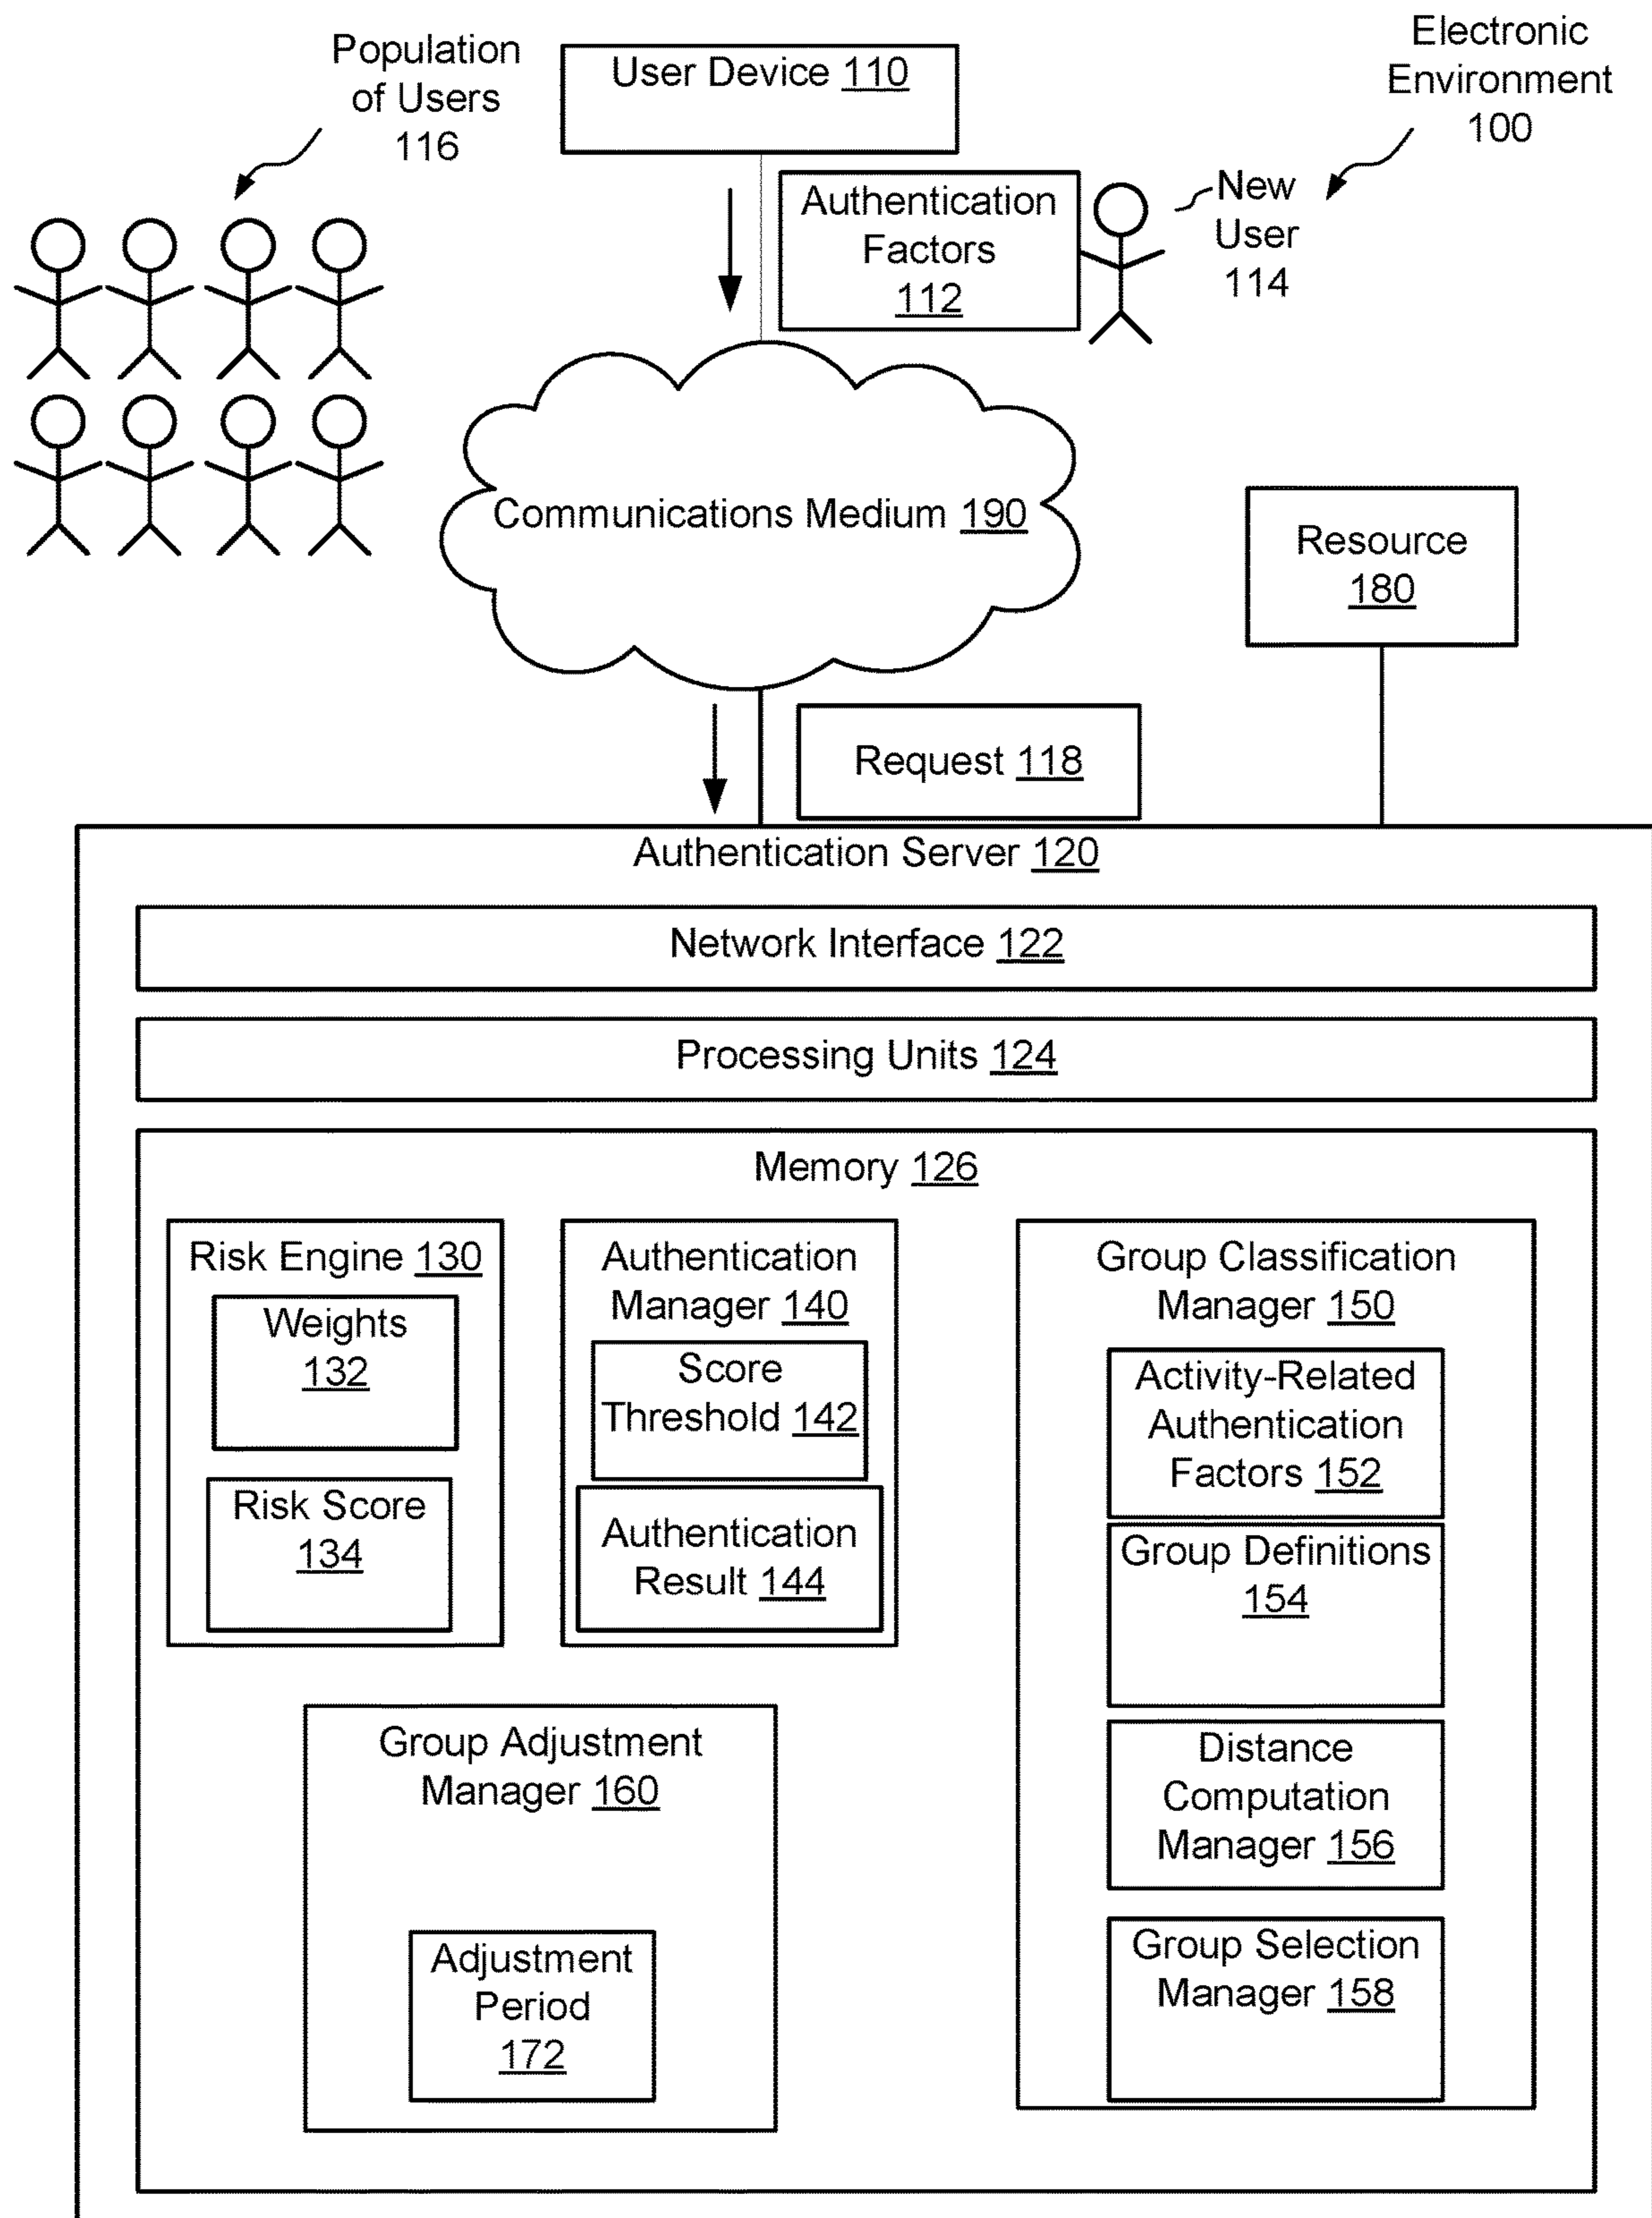 Population
of Users
116
User Device 110
Electronic
Environment
100
Authentication
Factors
112
New
User
114
Communications Medium 190
Resource
180
Request 118
Authentication Server 120
Network Interface 122
Processing Units 124
Memory 126
Risk Engine 130
Weights
132
Risk Score
134
Authentication
Manager 140
Score
Threshold 142
Authentication
Result 144
Group Classification
Manager 150
Activity-Related
Authentication
Factors 152
Group Definitions
154
Distance
Computation
Manager 156
Group Selection
Manager 158
Group Adjustment
Manager 160
Adjustment
Period
172